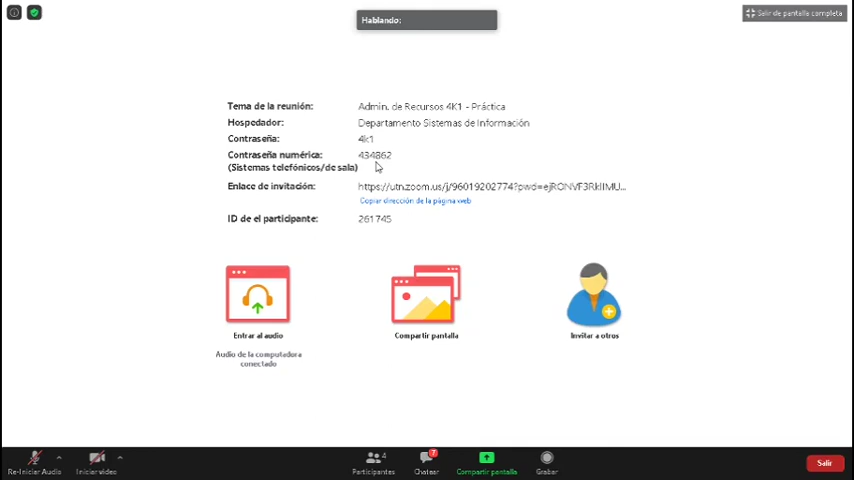 Hablando:
Salir de pantalla completa
Tema de la reunión: Admin. de Recursos 4K1 - Práctica
Hospedador: Departamento Sistemas de Información
Contraseña: 4k1
Contraseña numérica: 434862
(Sistemas telefónicos/de sala)
Enlace de invitación: https://utn.zoom.us/j/96019202774?pwd=ejRONVF3RklIMU...
Copiar dirección de la página web
ID de el participante: 261745
Entrar al audio
Compartir pantalla
Invitar a otros
Audio de la computadora
conectado
4
7
Re-Iniciar Audio
Iniciar video
Participantes
Chatear
Compartir pantalla
Grabar
Salir